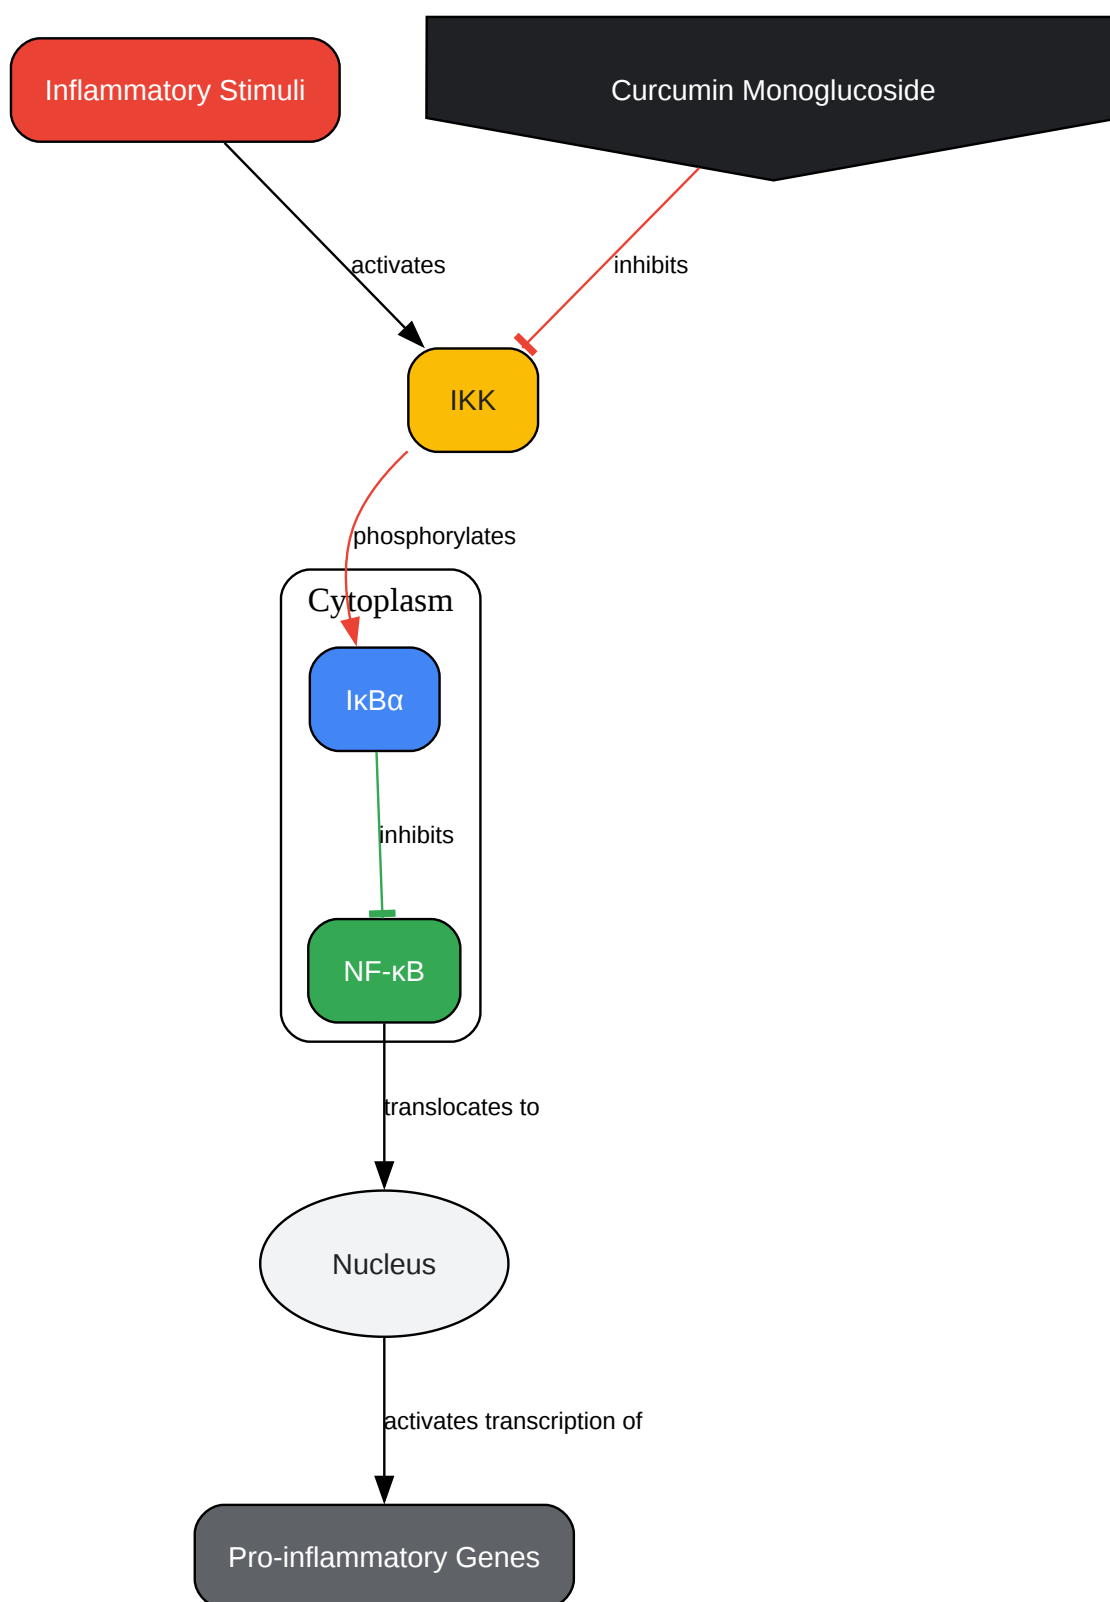 Inflammatory Stimuli
Curcumin Monoglucoside
activates
inhibits
IKK
phosphorylates
Cytoplasm
IκBα
inhibits
NF-κB
translocates to
Nucleus
activates transcription of
Pro-inflammatory Genes